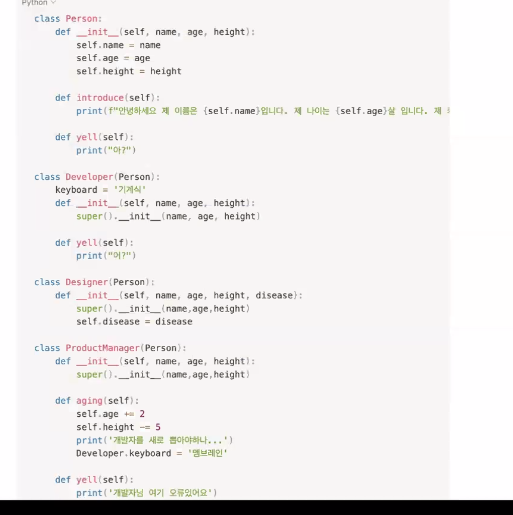 Python
class Person:
    def __init__(self, name, age, height):
        self.name = name
        self.age = age
        self.height = height

    def introduce(self):
        print(f"안녕하세요 제 이름은 {self.name}입니다. 제 나이는 {self.age}살 입니다. 제

    def yell(self):
        print("아?")

class Developer(Person):
    keyboard = '기계식'
    def __init__(self, name, age, height):
        super().__init__(name, age, height)

    def yell(self):
        print("어?")

class Designer(Person):
    def __init__(self, name, age, height, disease):
        super().__init__(name,age,height)
        self.disease = disease

class ProductManager(Person):
    def __init__(self, name, age, height):
        super().__init__(name,age,height)

    def aging(self):
        self.age += 2
        self.height -= 5
        print('개발자를 새로 뽑아야하나...')
        Developer.keyboard = '멤브레인'

    def yell(self):
        print('개발자님 여기 오류있어요')